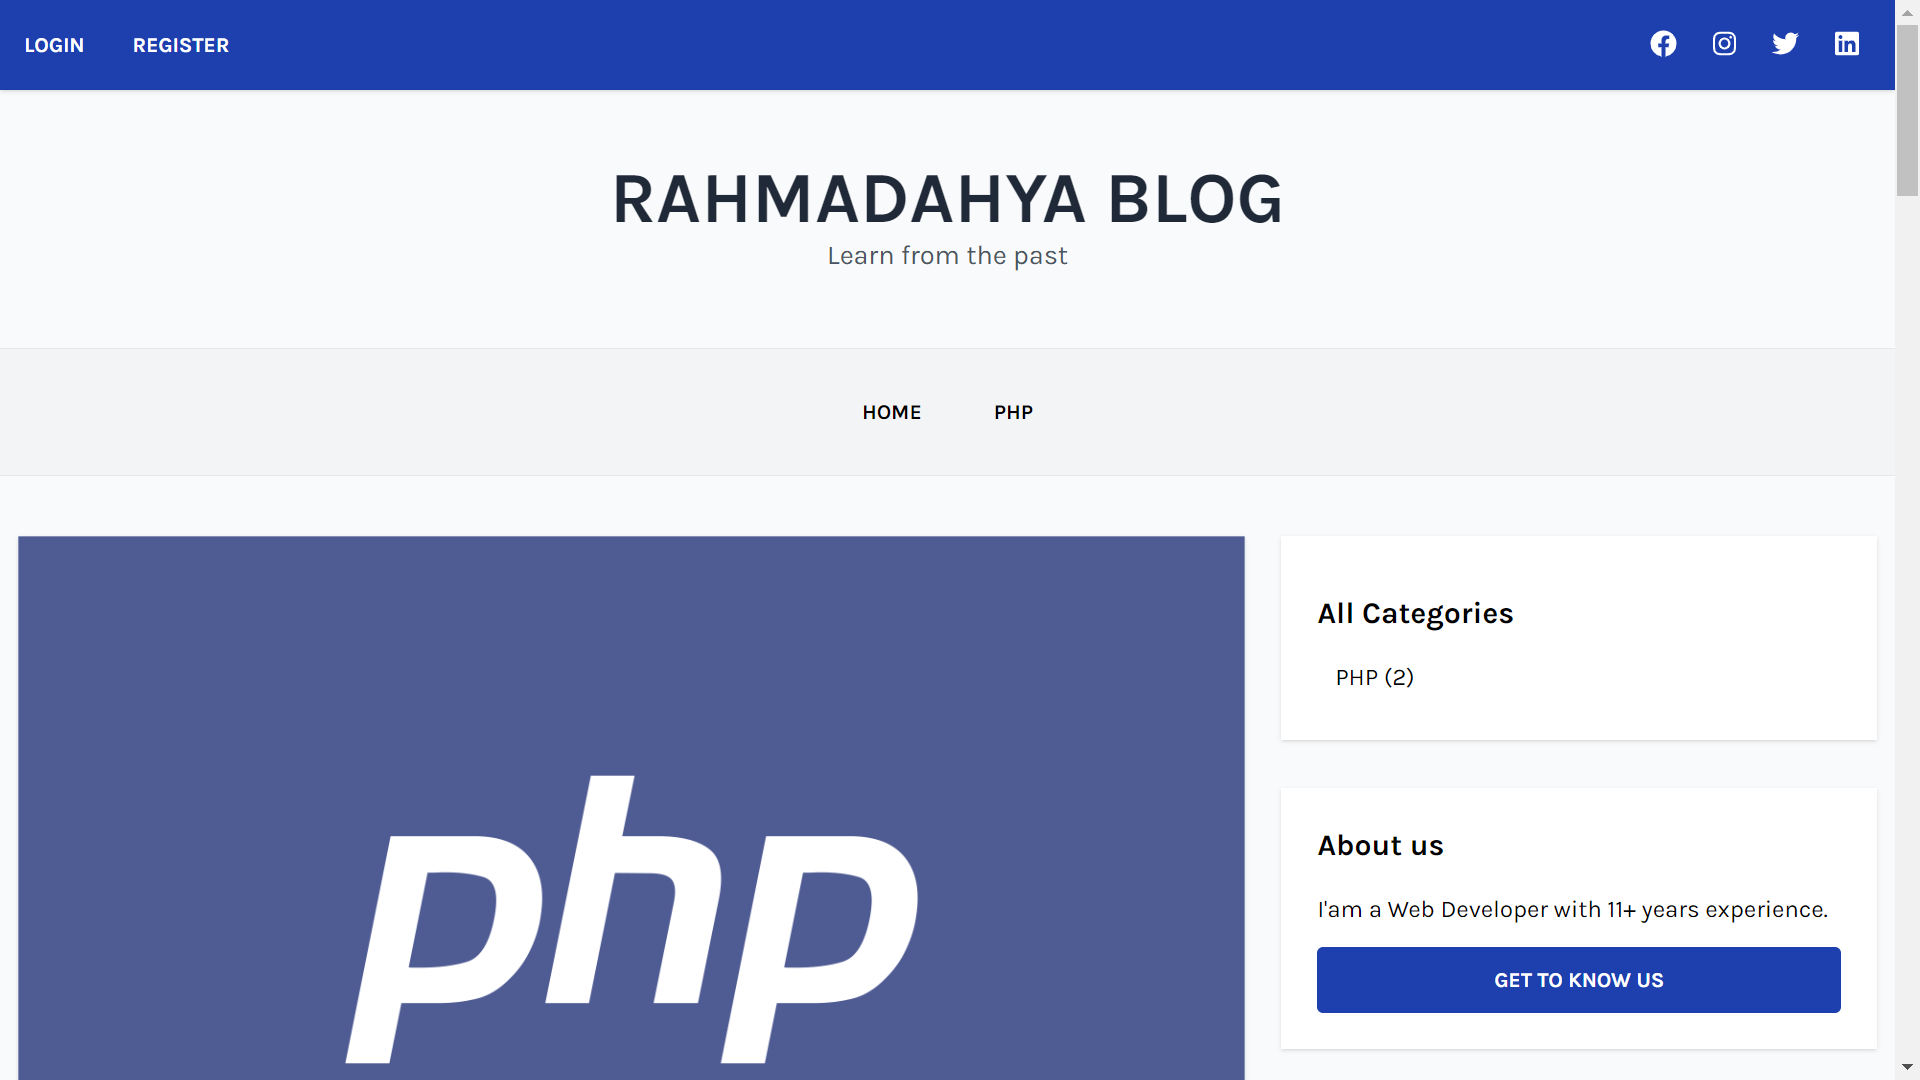 LOGIN REGISTER
RAHMADAHYA BLOG
Learn from the past
HOME PHP
php
All Categories
PHP (2)
About us
I'am a Web Developer with 11+ years experience.
GET TO KNOW US